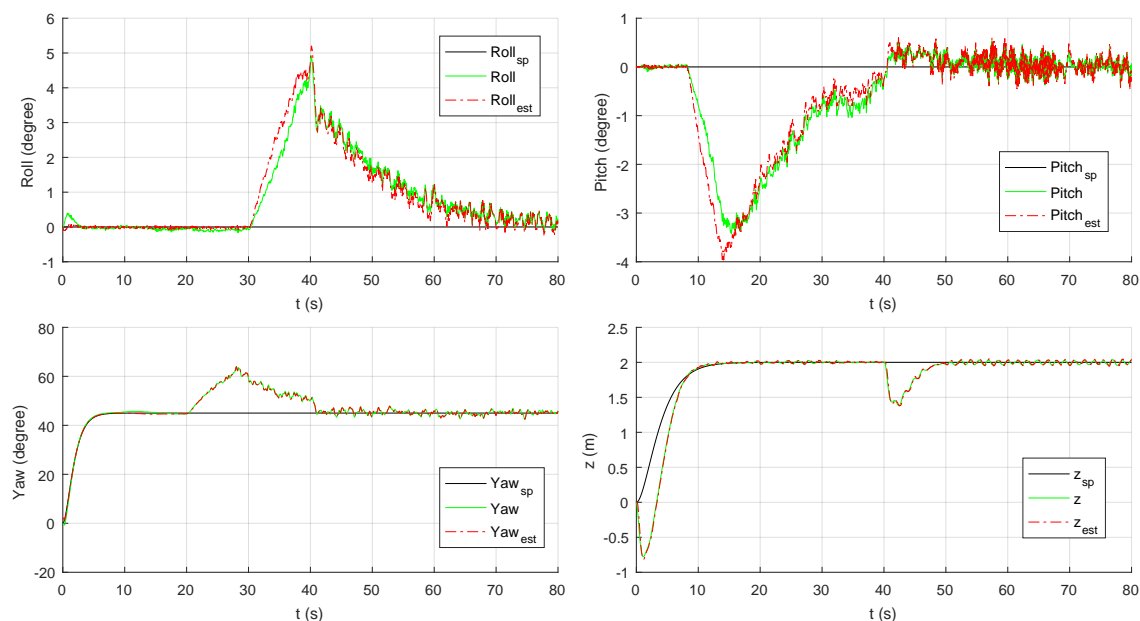 6
5
4
3
2
1
0
-1
Roll (degree)
Roll_sp
Roll
Roll_est
0 10 20 30 40 50 60 70 80
t (s)
1
0
-1
-2
-3
-4
Pitch (degree)
Pitch_sp
Pitch
Pitch_est
0 10 20 30 40 50 60 70 80
t (s)
80
60
40
20
0
-20
Yaw (degree)
Yaw_sp
Yaw
Yaw_est
0 10 20 30 40 50 60 70 80
t (s)
2.5
2
1.5
1
0.5
0
-0.5
-1
z (m)
z_sp
z
z_est
0 10 20 30 40 50 60 70 80
t (s)